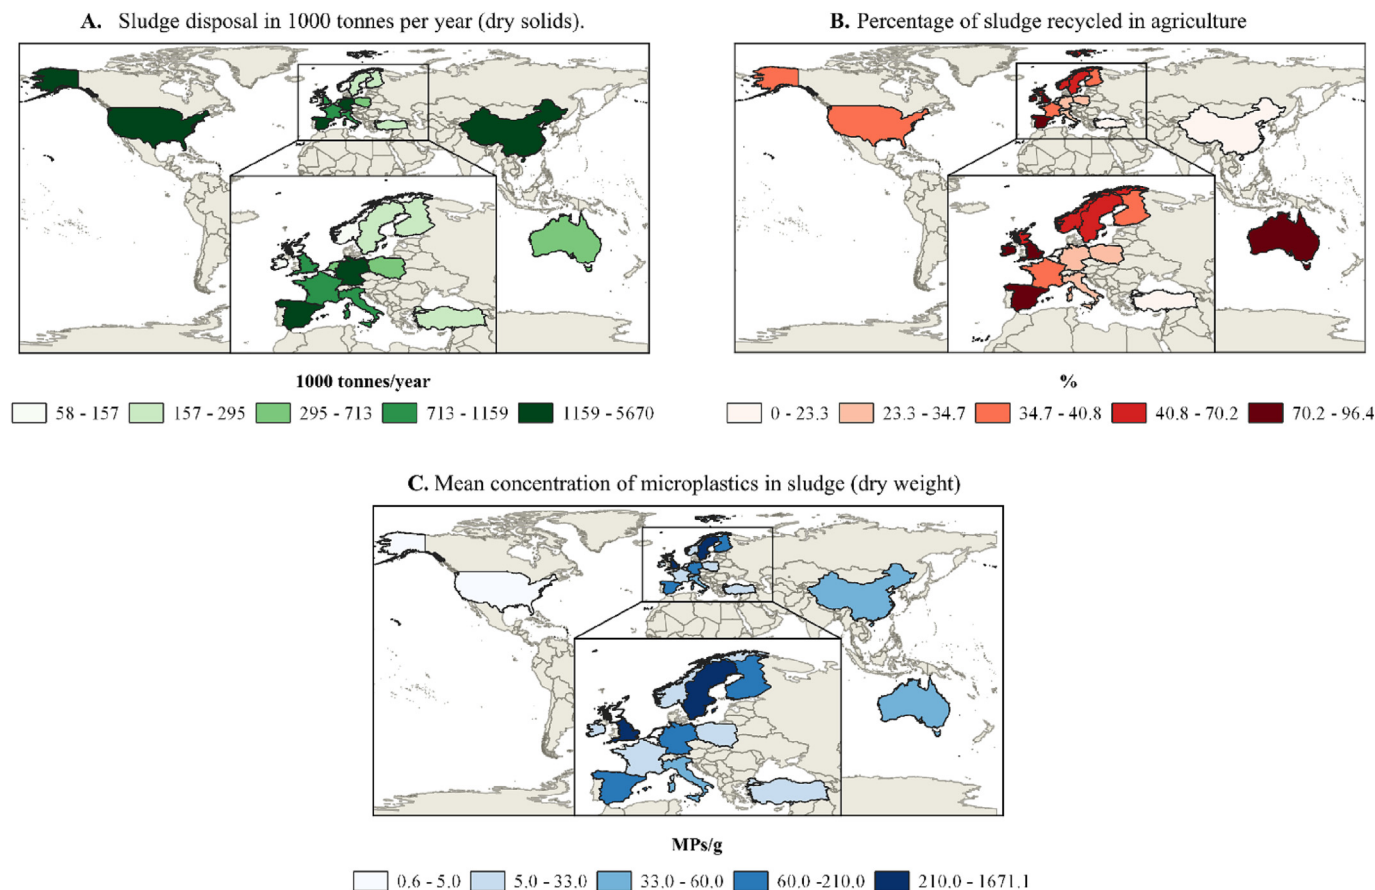 A. Sludge disposal in 1000 tonnes per year (dry solids).
B. Percentage of sludge recycled in agriculture
1000 tonnes/year
58 - 157 157 - 295 295 - 713 713 - 1159 1159 - 5670
%
0 - 23.3 23.3 - 34.7 34.7 - 40.8 40.8 - 70.2 70.2 - 96.4
C. Mean concentration of microplastics in sludge (dry weight)
MPs/g
0.6 - 5.0 5.0 - 33.0 33.0 - 60.0 60.0 -210.0 210.0 - 1671.1